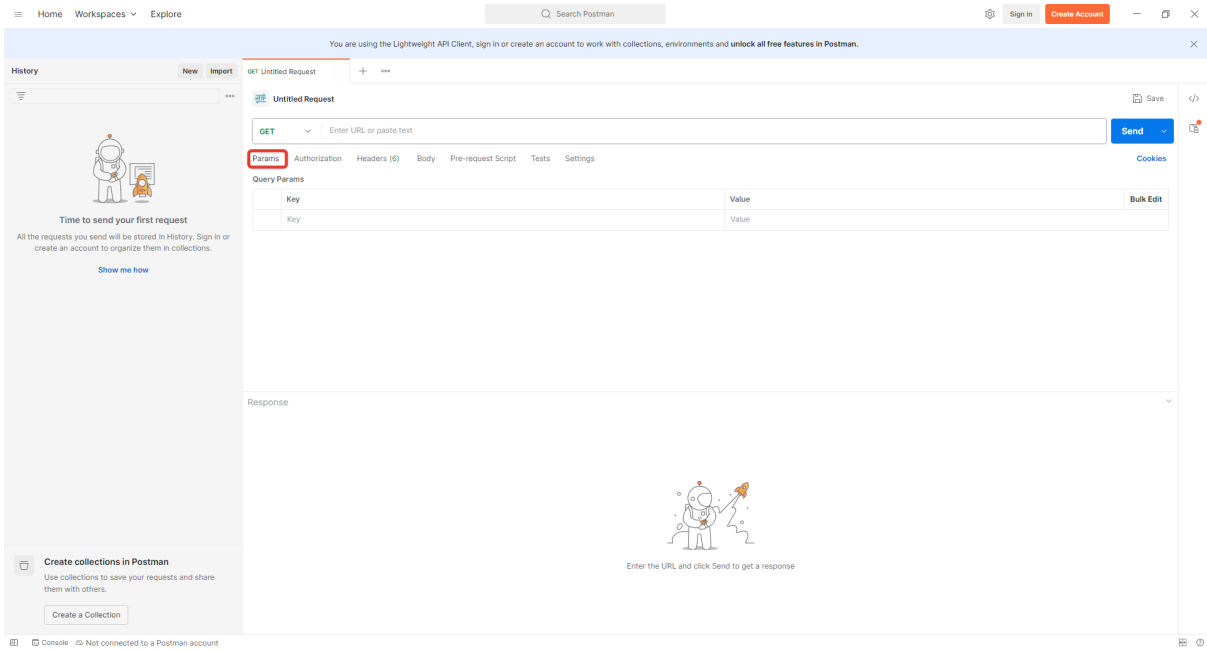 Home Workspaces Explore
Search Postman
Sign In Create Account
You are using the Lightweight API Client, sign in or create an account to work with collections, environments and unlock all free features in Postman.
History New Import
GET Untitled Request
Untitled Request
Save
GET Enter URL or paste text
Send
Params Authorization Headers (6) Body Pre-request Script Tests Settings
Cookies
Query Params
Key Value Bulk Edit
Key Value
Time to send your first request
All the requests you send will be stored in History. Sign in or
create an account to organize them in collections.
Show me how
Response
Enter the URL and click Send to get a response
Create collections in Postman
Use collections to save your requests and share
them with others.
Create a Collection
Console Not connected to a Postman account